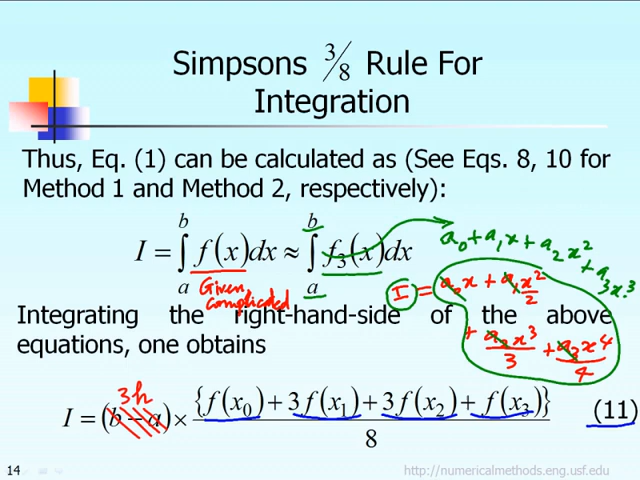 Simpsons 3/8 Rule For
Integration
Thus, Eq. (1) can be calculated as (See Eqs. 8, 10 for
Method 1 and Method 2, respectively):
I = ∫_a^b f(x)dx ≈ ∫_a^b f₃(x)dx
a₀ + a₁x + a₂x² + a₃x³
Given complicated
I = a₀x + a₁x²/2 + a₂x³/3 + a₃x⁴/4
Integrating the right-hand-side of the above
equations, one obtains
3h
I = (b − a) × {f(x₀) + 3f(x₁) + 3f(x₂) + f(x₃)} / 8 (11)
14 http://numericalmethods.eng.usf.edu